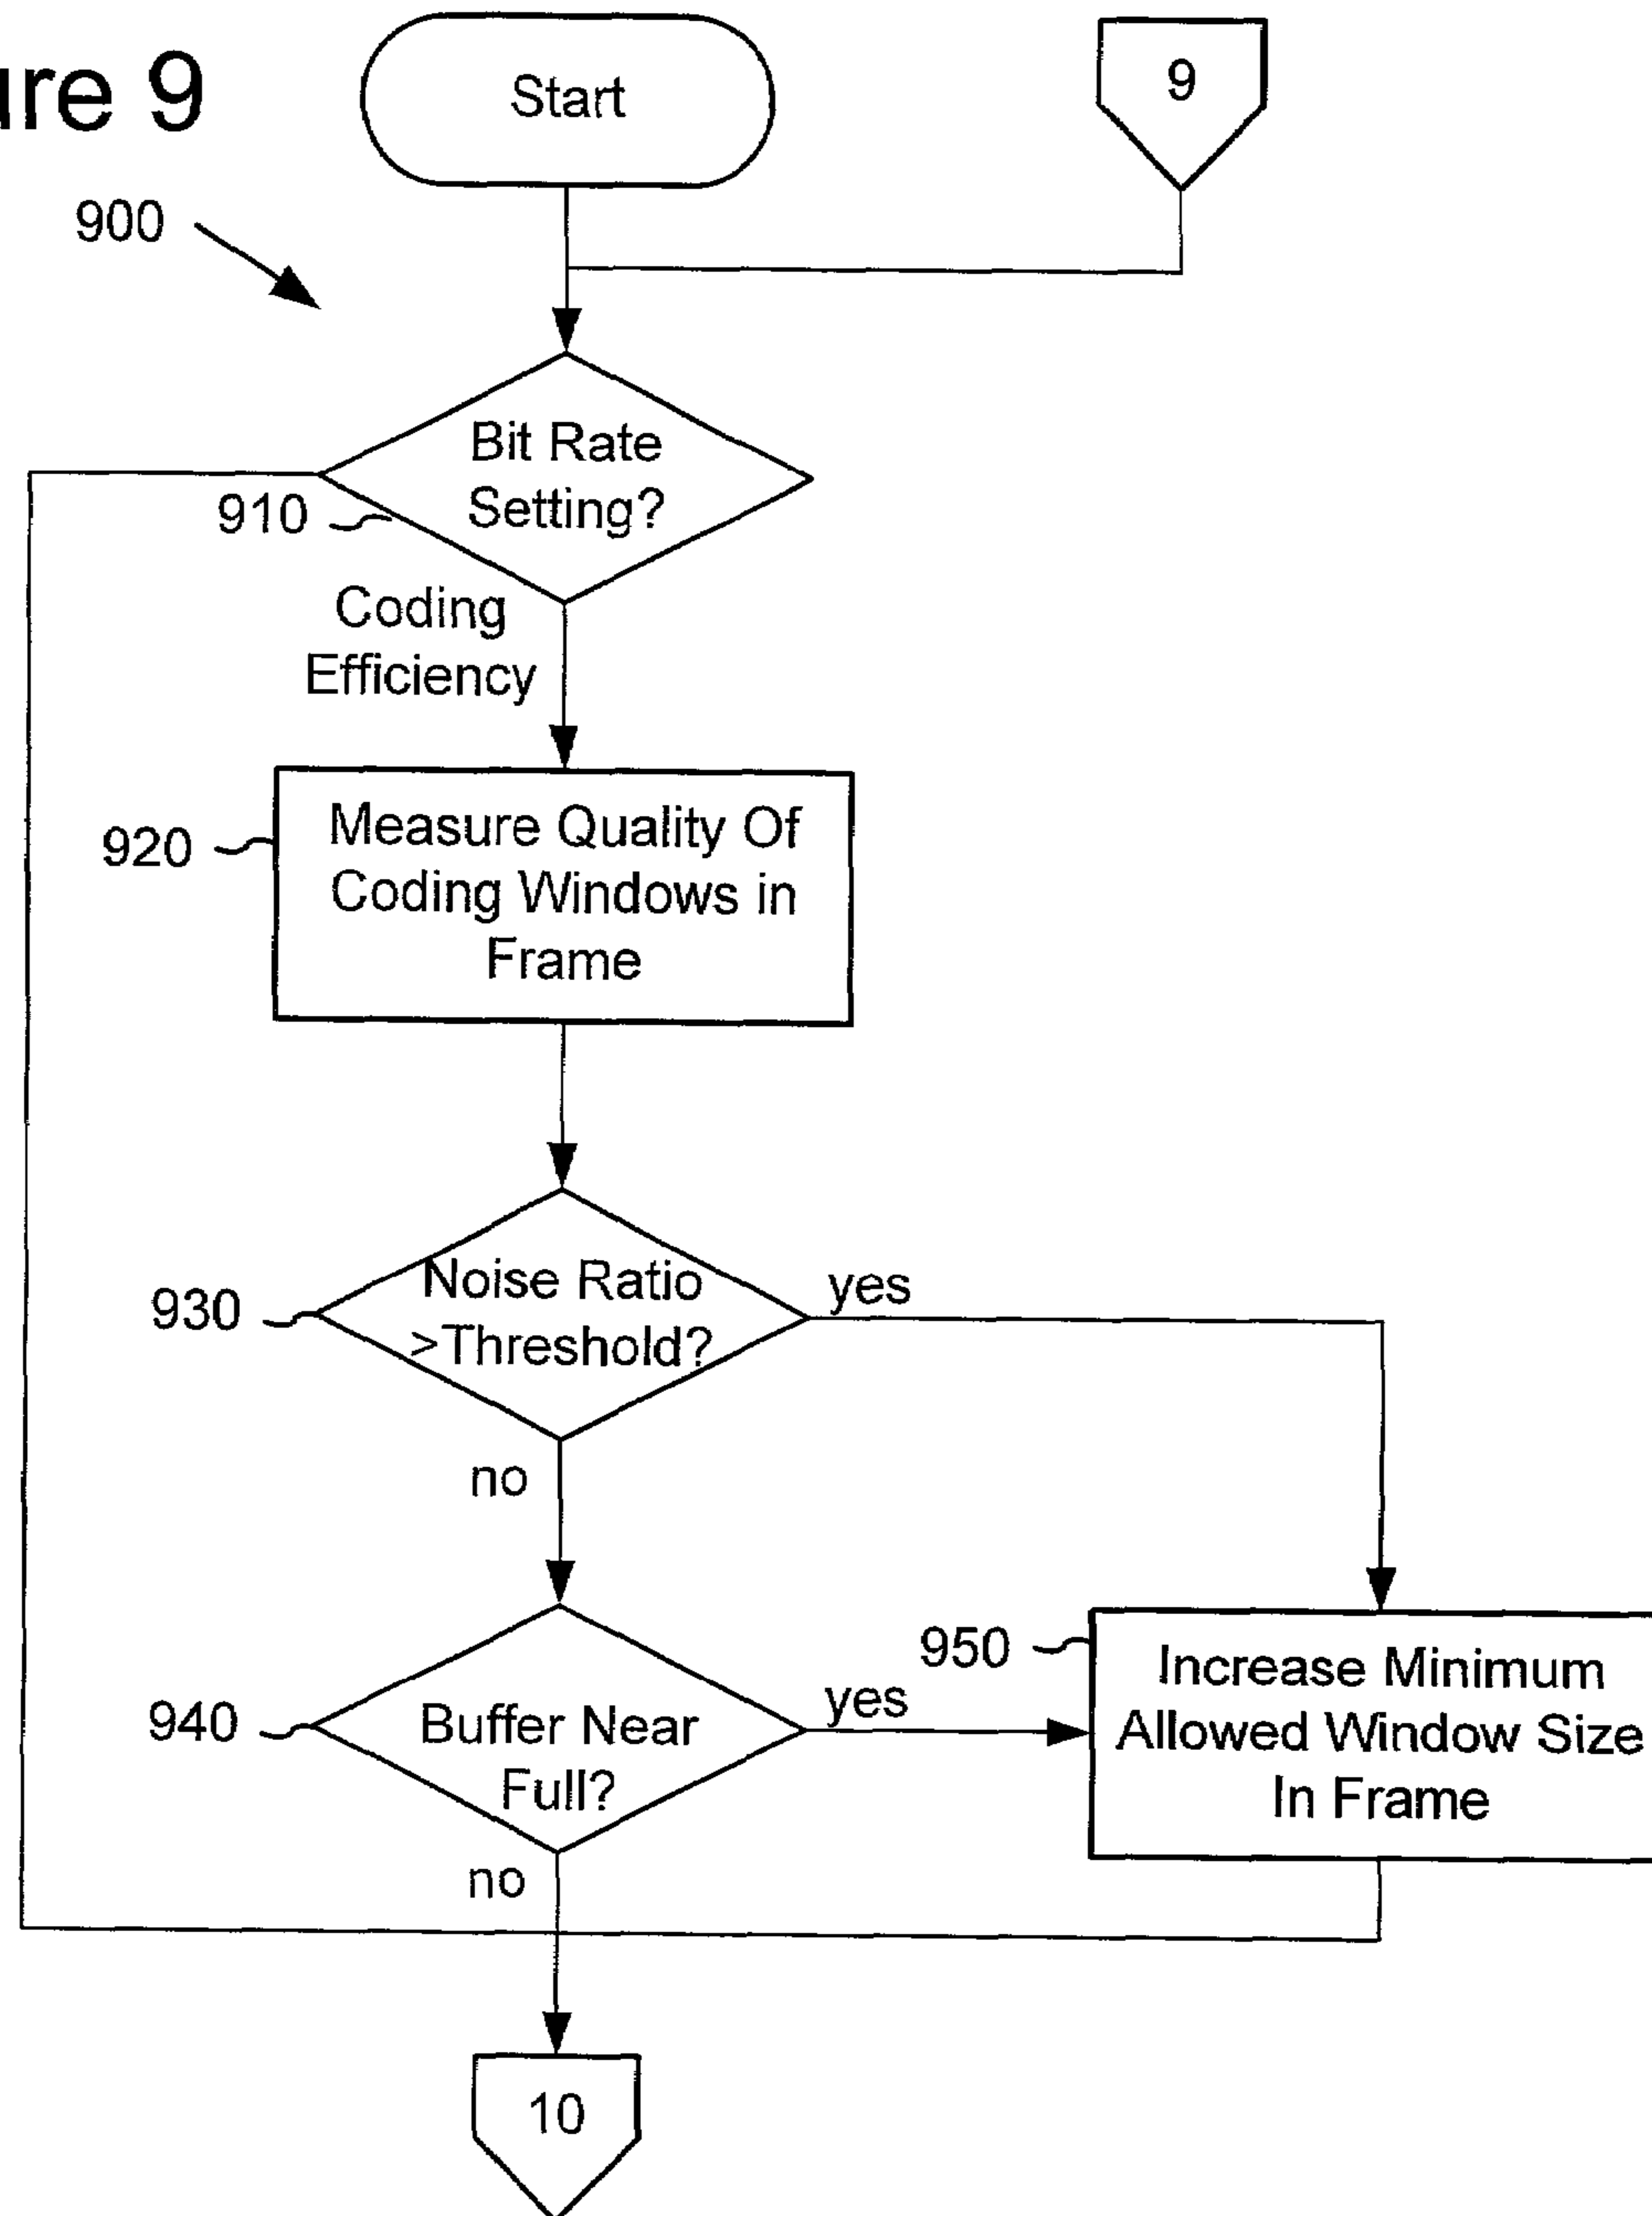 ure 9
Start
9
900
Bit Rate
Setting?
910
Coding
Efficiency
920
Measure Quality Of
Coding Windows in
Frame
930
Noise Ratio
>Threshold?
yes
no
940
Buffer Near
Full?
yes
950
Increase Minimum
Allowed Window Size
In Frame
no
10